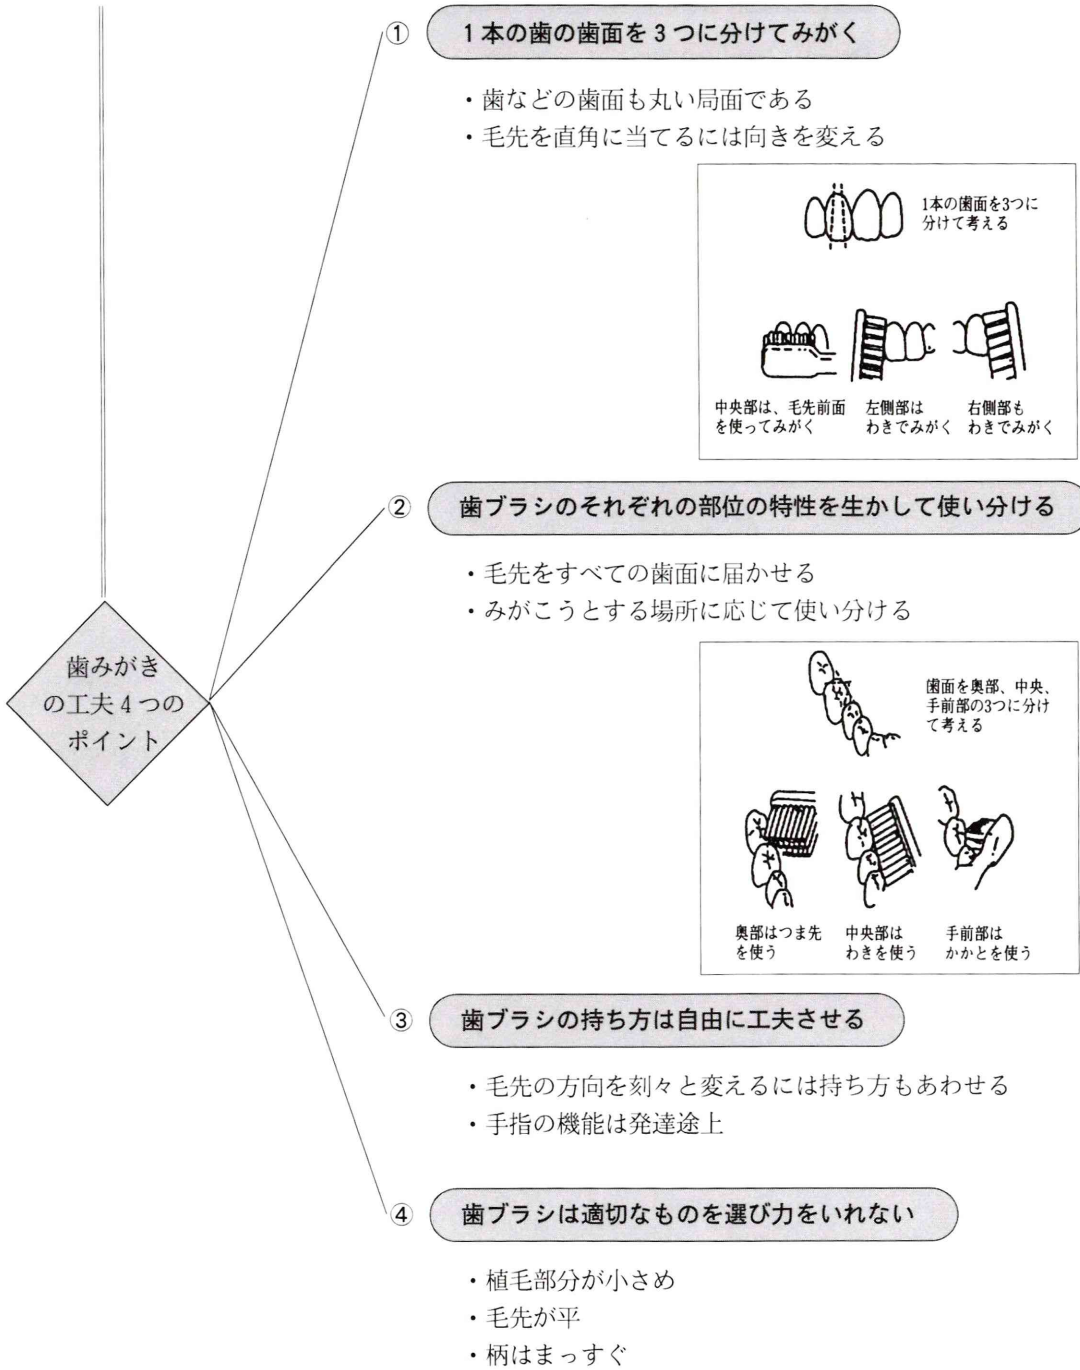 ① 1本の歯の歯面を3つに分けてみがく
・歯などの歯面も丸い局面である
・毛先を直角に当てるには向きを変える
1本の歯面を3つに
分けて考える
中央部は、毛先前面
を使ってみがく
左側部は
わきでみがく
右側部も
わきでみがく
② 歯ブラシのそれぞれの部位の特性を生かして使い分ける
・毛先をすべての歯面に届かせる
・みがこうとする場所に応じて使い分ける
歯みがき
の工夫4つの
ポイント
歯面を奥部、中央、
手前部の3つに分け
て考える
奥部はつま先
を使う
中央部は
わきを使う
手前部は
かかとを使う
③ 歯ブラシの持ち方は自由に工夫させる
・毛先の方向を刻々と変えるには持ち方もあわせる
・手指の機能は発達途上
④ 歯ブラシは適切なものを選び力をいれない
・植毛部分が小さめ
・毛先が平
・柄はまっすぐ